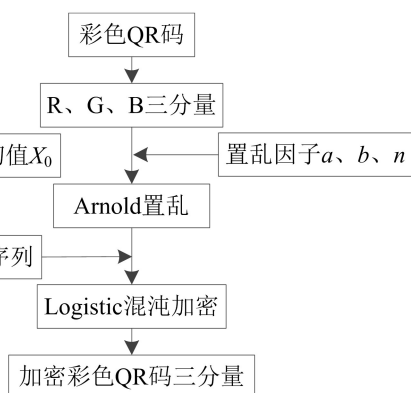 彩色QR码
R、G、B三分量
值X₀
置乱因子a、b、n
Arnold置乱
序列
Logistic混沌加密
加密彩色QR码三分量